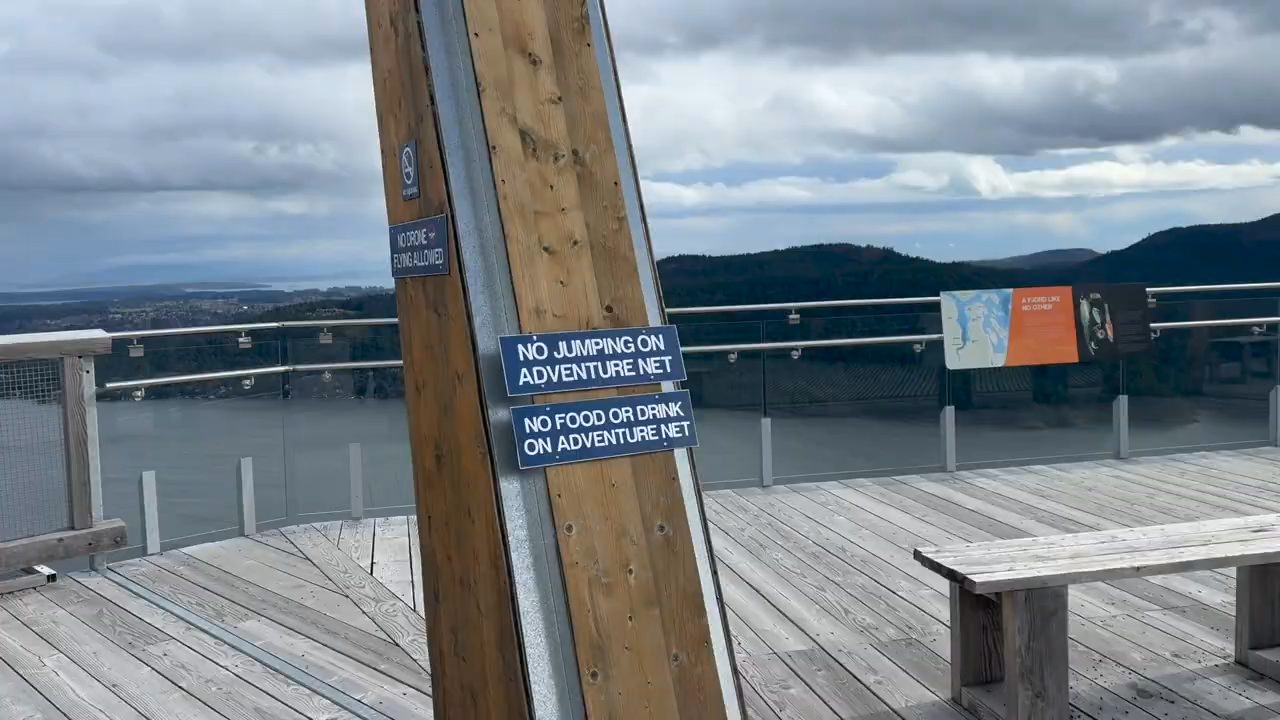 NO DRONE
FLYING ALLOWED
NO JUMPING ON
ADVENTURE NET
NO FOOD OR DRINK
ON ADVENTURE NET
A FJORD LIKE
NO OTHER